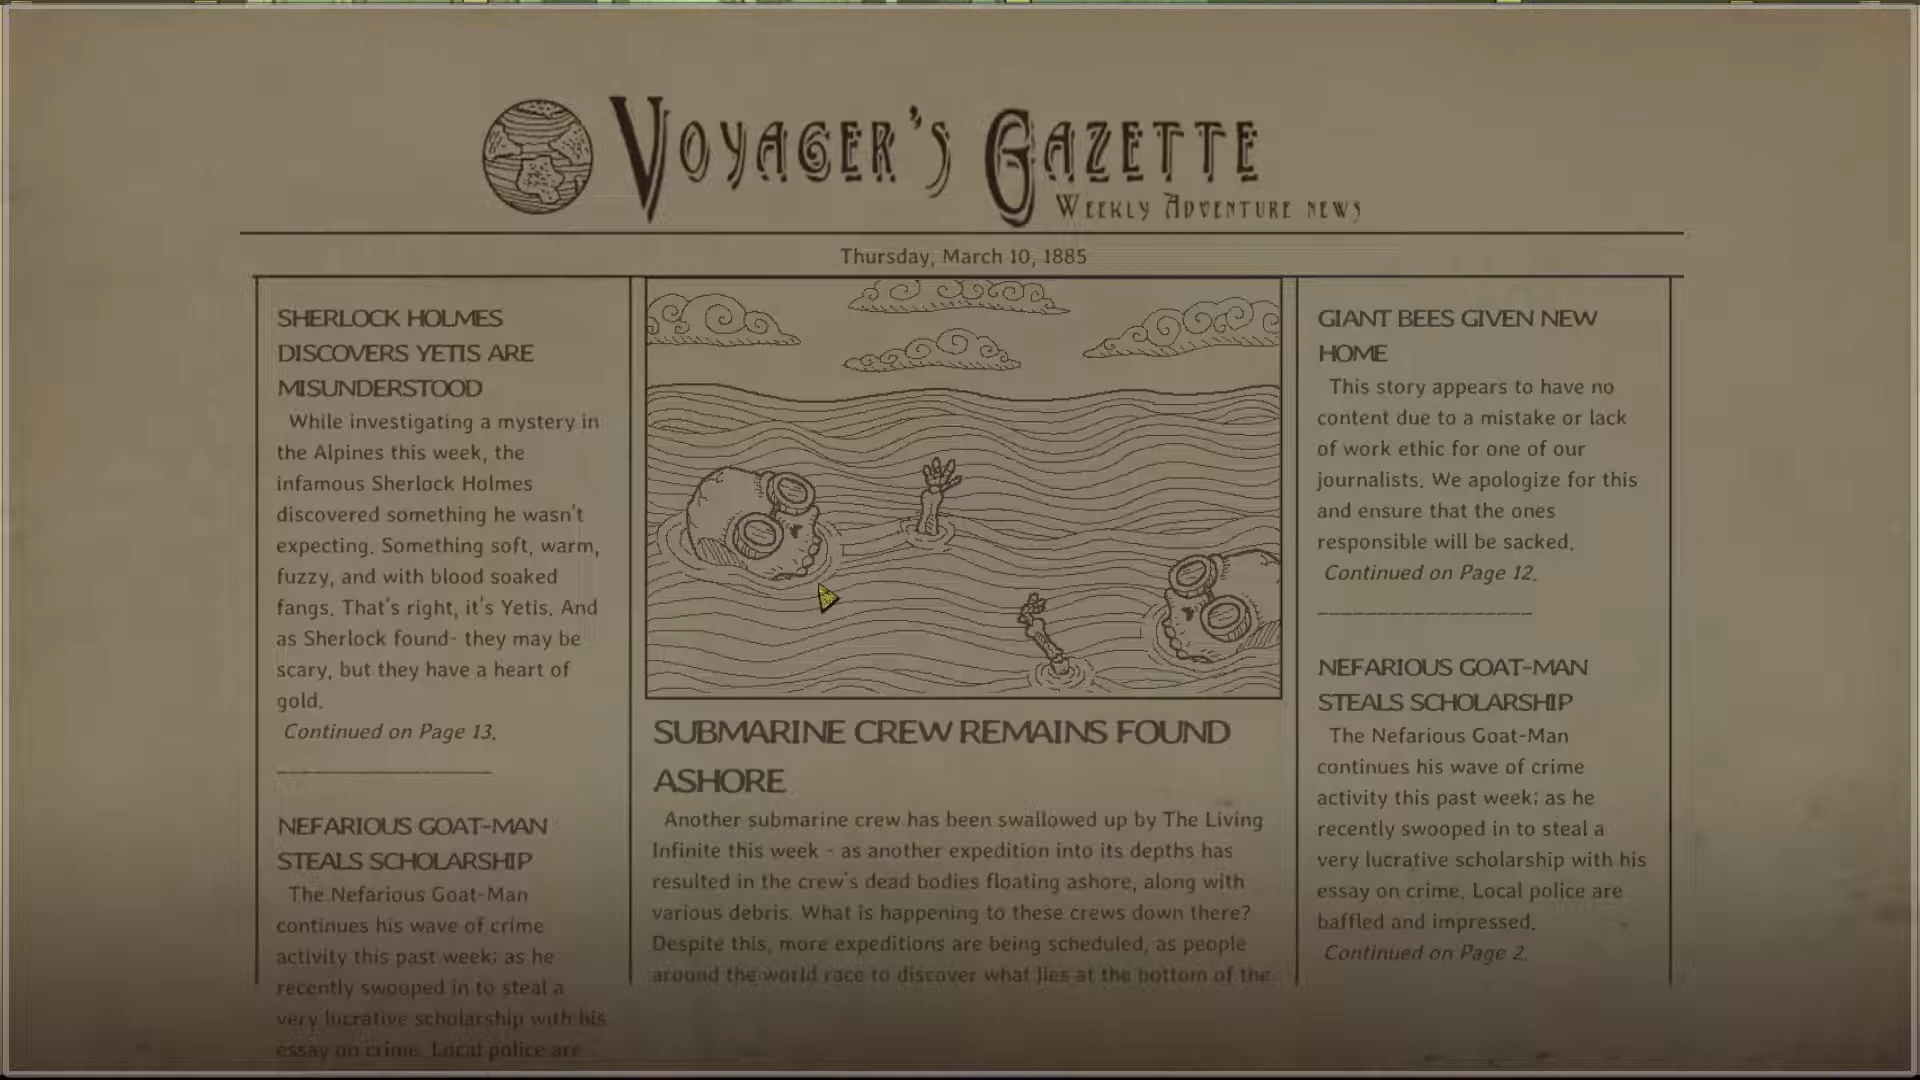 VOYAGER'S GAZETTE
WEEKLY ADVENTURE NEWS
Thursday, March 10, 1885
SHERLOCK HOLMES
DISCOVERS YETIS ARE
MISUNDERSTOOD
While investigating a mystery in
the Alpines this week, the
infamous Sherlock Holmes
discovered something he wasn't
expecting. Something soft, warm,
fuzzy, and with blood soaked
fangs. That's right, it's Yetis. And
as Sherlock found- they may be
scary, but they have a heart of
gold.
Continued on Page 13.
NEFARIOUS GOAT-MAN
STEALS SCHOLARSHIP
The Nefarious Goat-Man
continues his wave of crime
activity this past week; as he
recently swooped in to steal a
very lucrative scholarship with his
essay on crime. Local police are
SUBMARINE CREW REMAINS FOUND
ASHORE
Another submarine crew has been swallowed up by The Living
Infinite this week - as another expedition into its depths has
resulted in the crew's dead bodies floating ashore, along with
various debris. What is happening to these crews down there?
Despite this, more expeditions are being scheduled, as people
around the world race to discover what lies at the bottom of the
GIANT BEES GIVEN NEW
HOME
This story appears to have no
content due to a mistake or lack
of work ethic for one of our
journalists. We apologize for this
and ensure that the ones
responsible will be sacked.
Continued on Page 12.
NEFARIOUS GOAT-MAN
STEALS SCHOLARSHIP
The Nefarious Goat-Man
continues his wave of crime
activity this past week; as he
recently swooped in to steal a
very lucrative scholarship with his
essay on crime. Local police are
baffled and impressed.
Continued on Page 2.